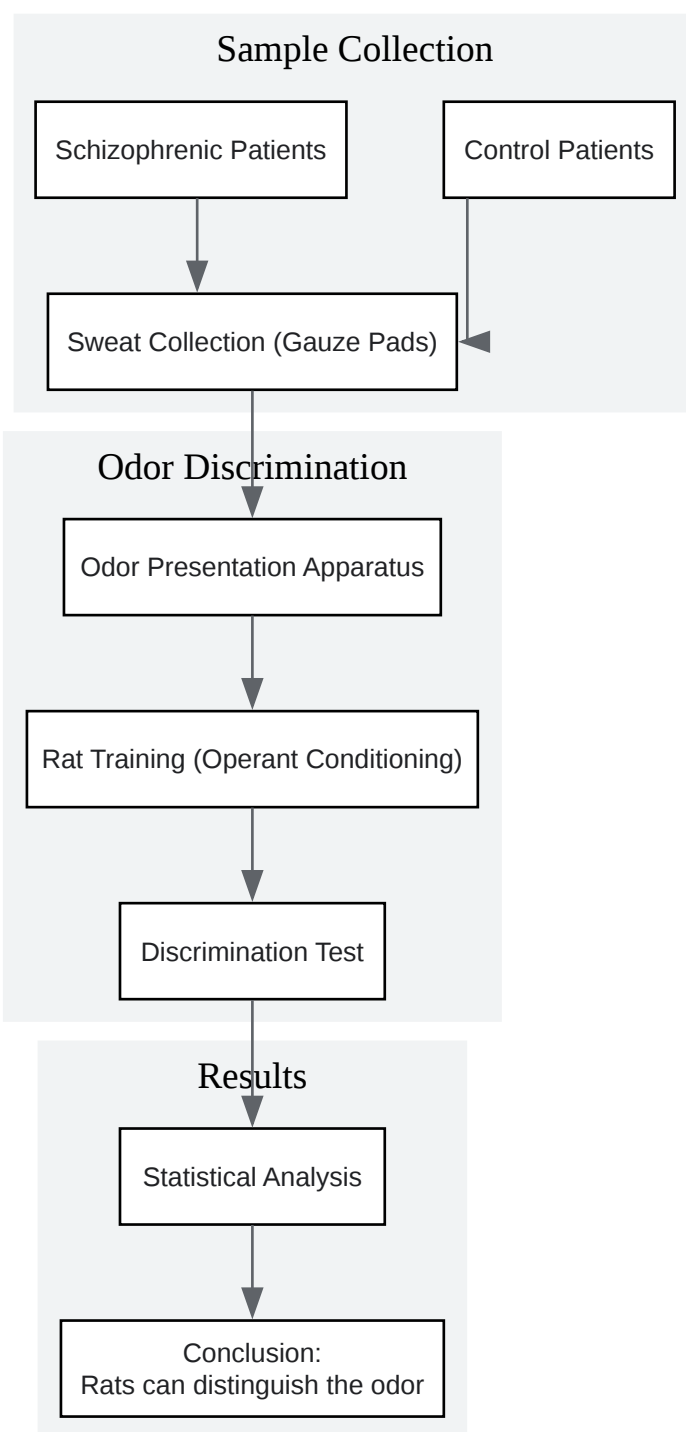 Sample Collection
Schizophrenic Patients
Control Patients
Sweat Collection (Gauze Pads)
Odor Discrimination
Odor Presentation Apparatus
Rat Training (Operant Conditioning)
Discrimination Test
Results
Statistical Analysis
Conclusion:
Rats can distinguish the odor